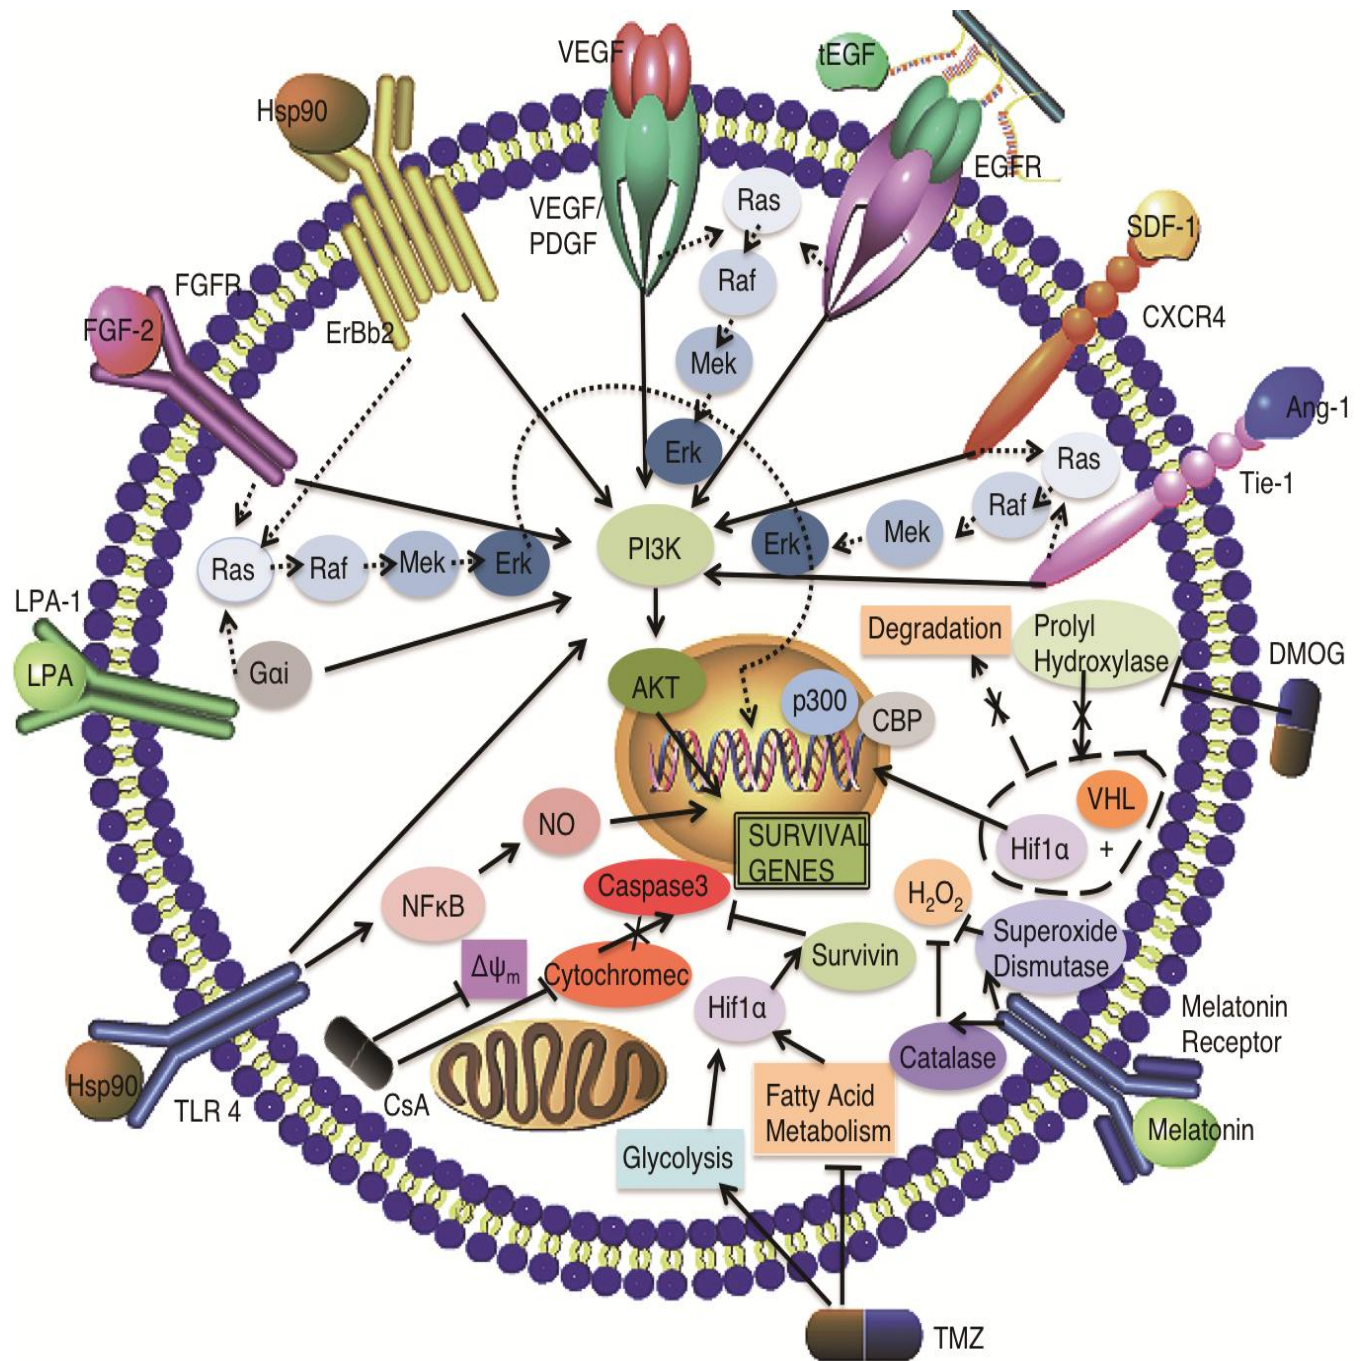 VEGF
tEGF
Hsp90
EGFR
Ras
VEGF/
PDGF
SDF-1
Raf
FGFR
CXCR4
FGF-2
ErBb2
Mek
Ang-1
Erk
Ras
Tie-1
Raf
Mek
Erk
PI3K
Ras
Raf
Mek
Erk
LPA-1
Degradation
Prolyl
Hydroxylase
DMOG
LPA
Gαi
AKT
p300
CBP
VHL
NO
SURVIVAL
GENES
Hif1α
+
Caspase3
H2O2
NFκB
Superoxide
Dismutase
Survivin
Δψm
Cytochromec
Hif1α
Melatonin
Receptor
Catalase
Hsp90
TLR 4
CsA
Fatty Acid
Metabolism
Melatonin
Glycolysis
TMZ